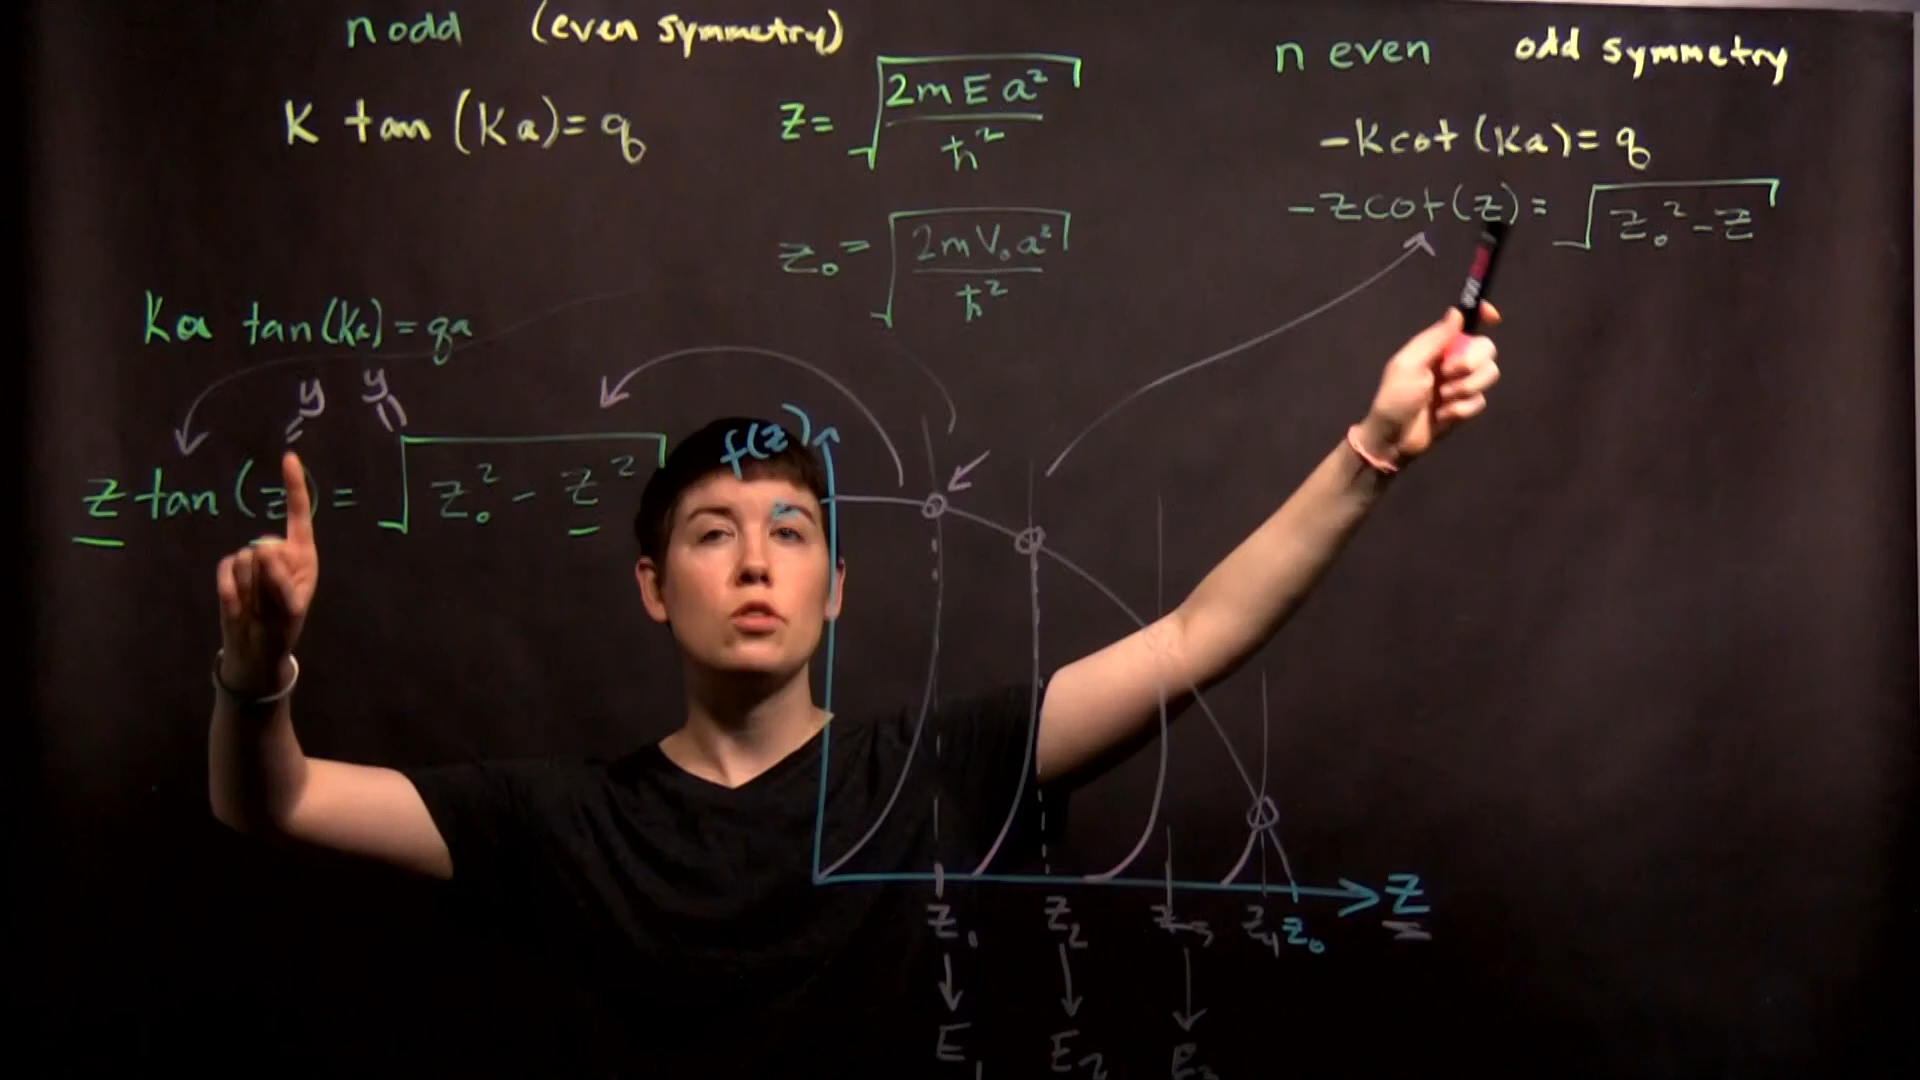 n odd (even symmetry)
K tan (Ka) = q
z = √(2mEa²/ħ²)
z₀ = √(2mV₀a²/ħ²)
n even odd symmetry
-K cot (Ka) = q
-z cot (z) = √(z₀² - z)
Ka tan(Ka) = qa
y y
z tan (z) = √(z₀² - z²)
f(z)
z
z₁ z₂ z₃ z₄ z₀
E₁ E₂ E₃